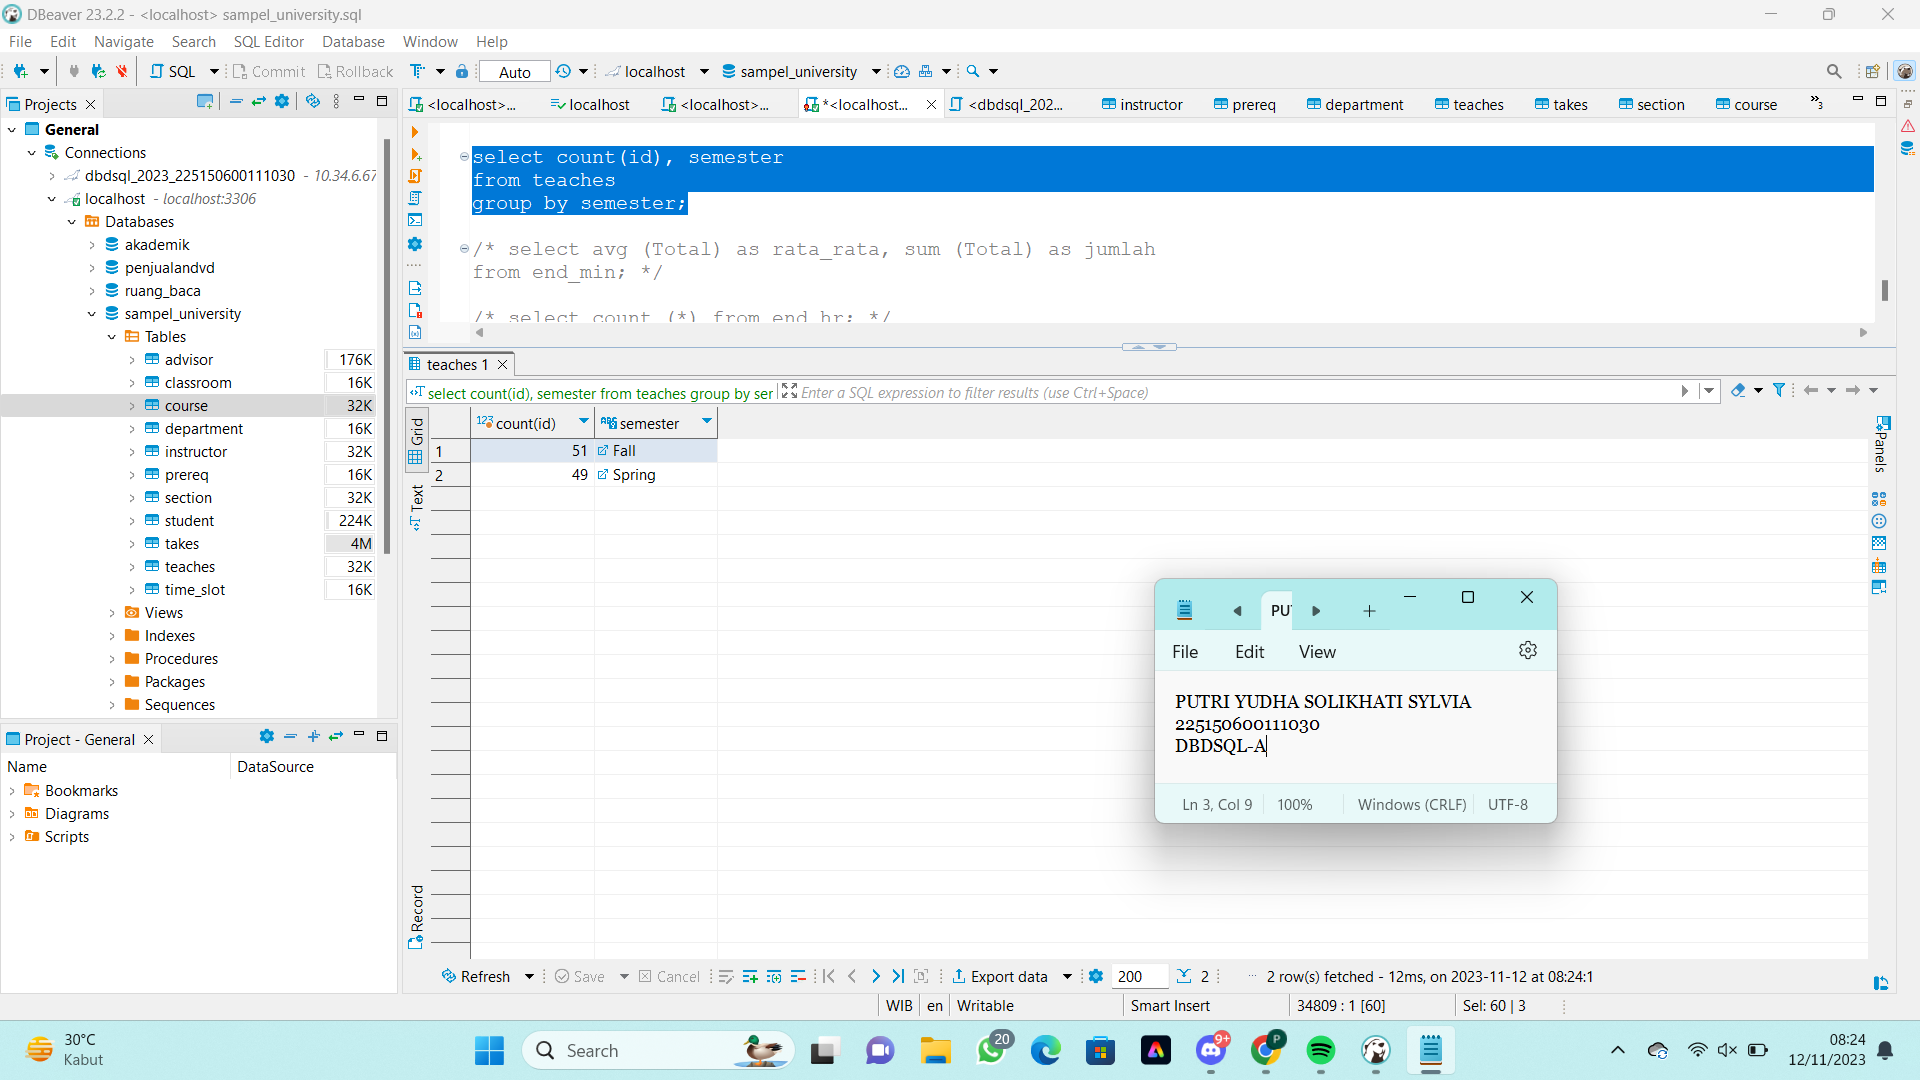 DBeaver 23.2.2 - <localhost> sampel_university.sql
File Edit Navigate Search SQL Editor Database Window Help
SQL Commit Rollback Auto localhost sampel_university
Projects
<localhost>... localhost <localhost>... *<localhost... <dbdsql_202... instructor prereq department teaches takes section course »3
General
Connections
dbdsql_2023_225150600111030 - 10.34.6.67
localhost - localhost:3306
Databases
akademik
penjualandvd
ruang_baca
sampel_university
Tables
advisor 176K
classroom 16K
course 32K
department 16K
instructor 32K
prereq 16K
section 32K
student 224K
takes 4M
teaches 32K
time_slot 16K
Views
Indexes
Procedures
Packages
Sequences
select count(id), semester
from teaches
group by semester;
/* select avg (Total) as rata_rata, sum (Total) as jumlah
from end_min; */
/* select count (*) from end_hr; */
teaches 1
select count(id), semester from teaches group by ser Enter a SQL expression to filter results (use Ctrl+Space)
Grid
Text
Record
Panels
123 count(id) ABC semester
1 51 Fall
2 49 Spring
Project - General
Name DataSource
Bookmarks
Diagrams
Scripts
PU
File Edit View
PUTRI YUDHA SOLIKHATI SYLVIA
225150600111030
DBDSQL-A
Ln 3, Col 9 100% Windows (CRLF) UTF-8
Refresh Save Cancel Export data 200 2 ... 2 row(s) fetched - 12ms, on 2023-11-12 at 08:24:1
WIB en Writable Smart Insert 34809 : 1 [60] Sel: 60 | 3
30°C
Kabut
Search
20
9+
P
08:24
12/11/2023